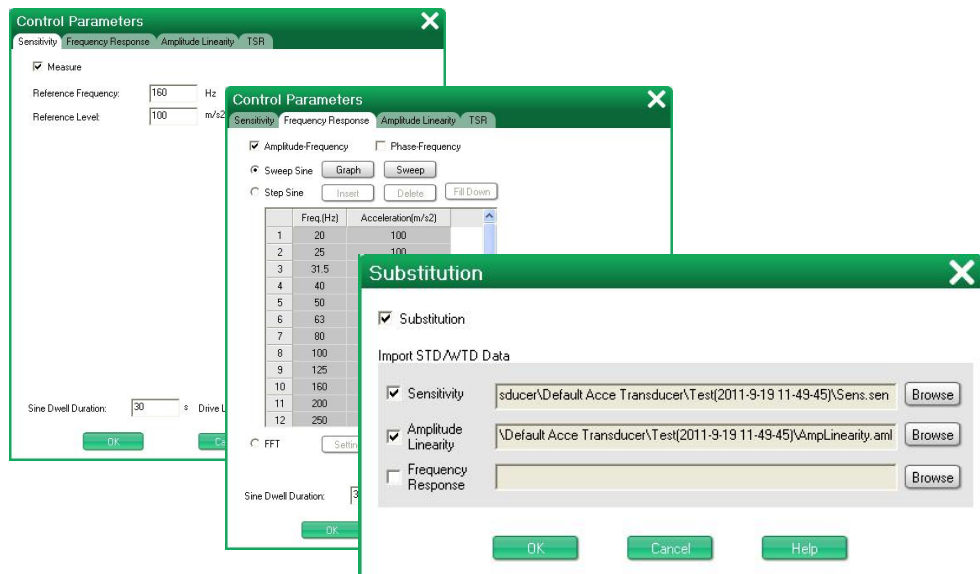 Control Parameters
Sensitivity Frequency Response Amplitude Linearity TSR
Measure
Reference Frequency: 160 Hz
Reference Level: 100 m/s2
Sine Dwell Duration: 30 s Drive L
OK Ca
Control Parameters
Sensitivity Frequency Response Amplitude Linearity TSR
Amplitude-Frequency Phase-Frequency
Sweep Sine Graph Sweep
Step Sine Insert Delete Fill Down
Freq.(Hz) Acceleration(m/s2)
1 20 100
2 25 100
3 31.5
4 40
5 50
6 63
7 80
8 100
9 125
10 160
11 200
12 250
FFT Settin
Sine Dwell Duration: 3
OK
Substitution
Substitution
Import STD/WTD Data
Sensitivity sducer\Default Acce Transducer\Test(2011-9-19 11-49-45)\Sens.sen Browse
Amplitude
Linearity \Default Acce Transducer\Test(2011-9-19 11-49-45)\AmpLinearity.aml Browse
Frequency
Response Browse
OK Cancel Help